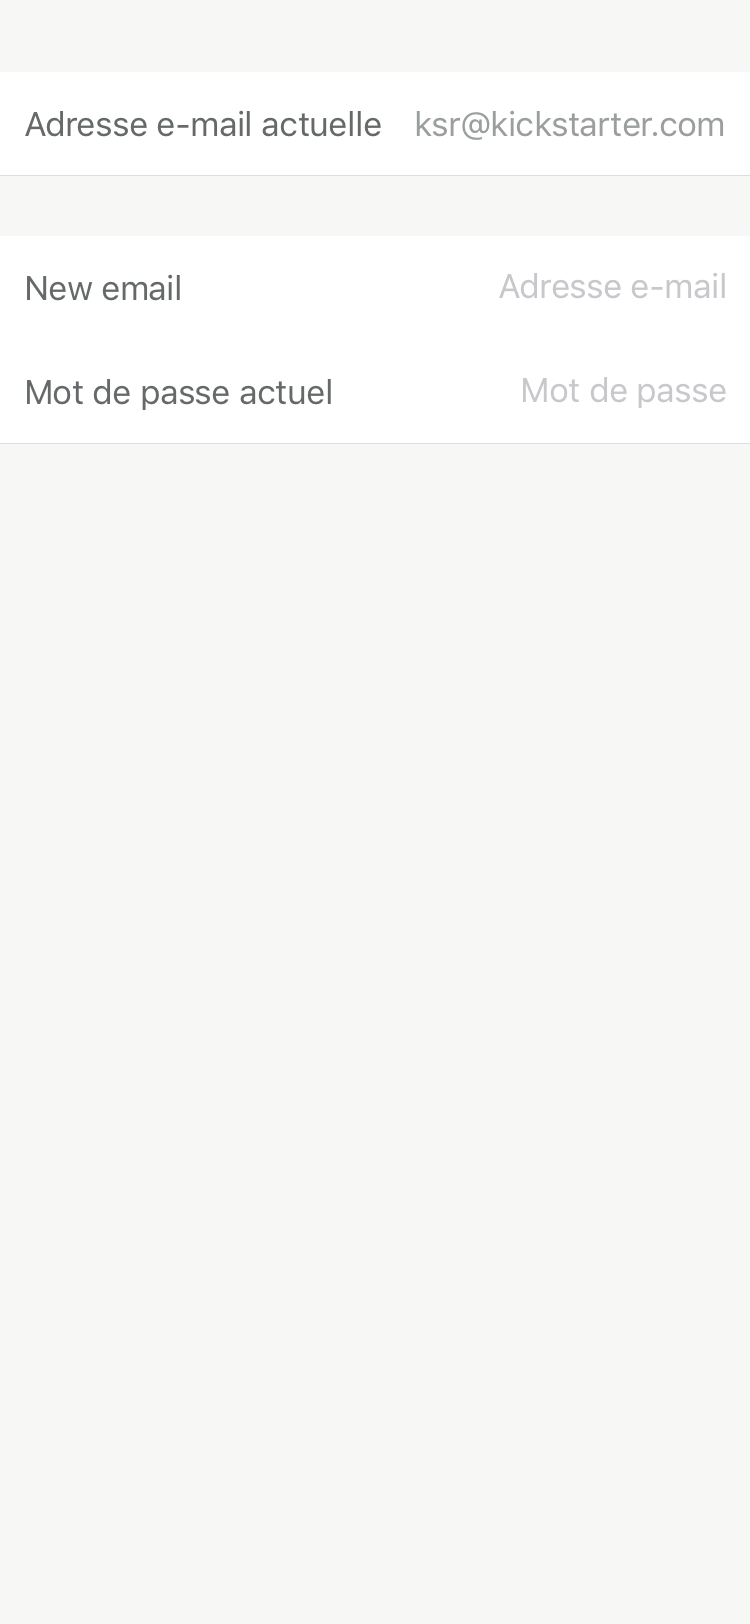 Adresse e-mail actuelle ksr@kickstarter.com
New email Adresse e-mail
Mot de passe actuel Mot de passe